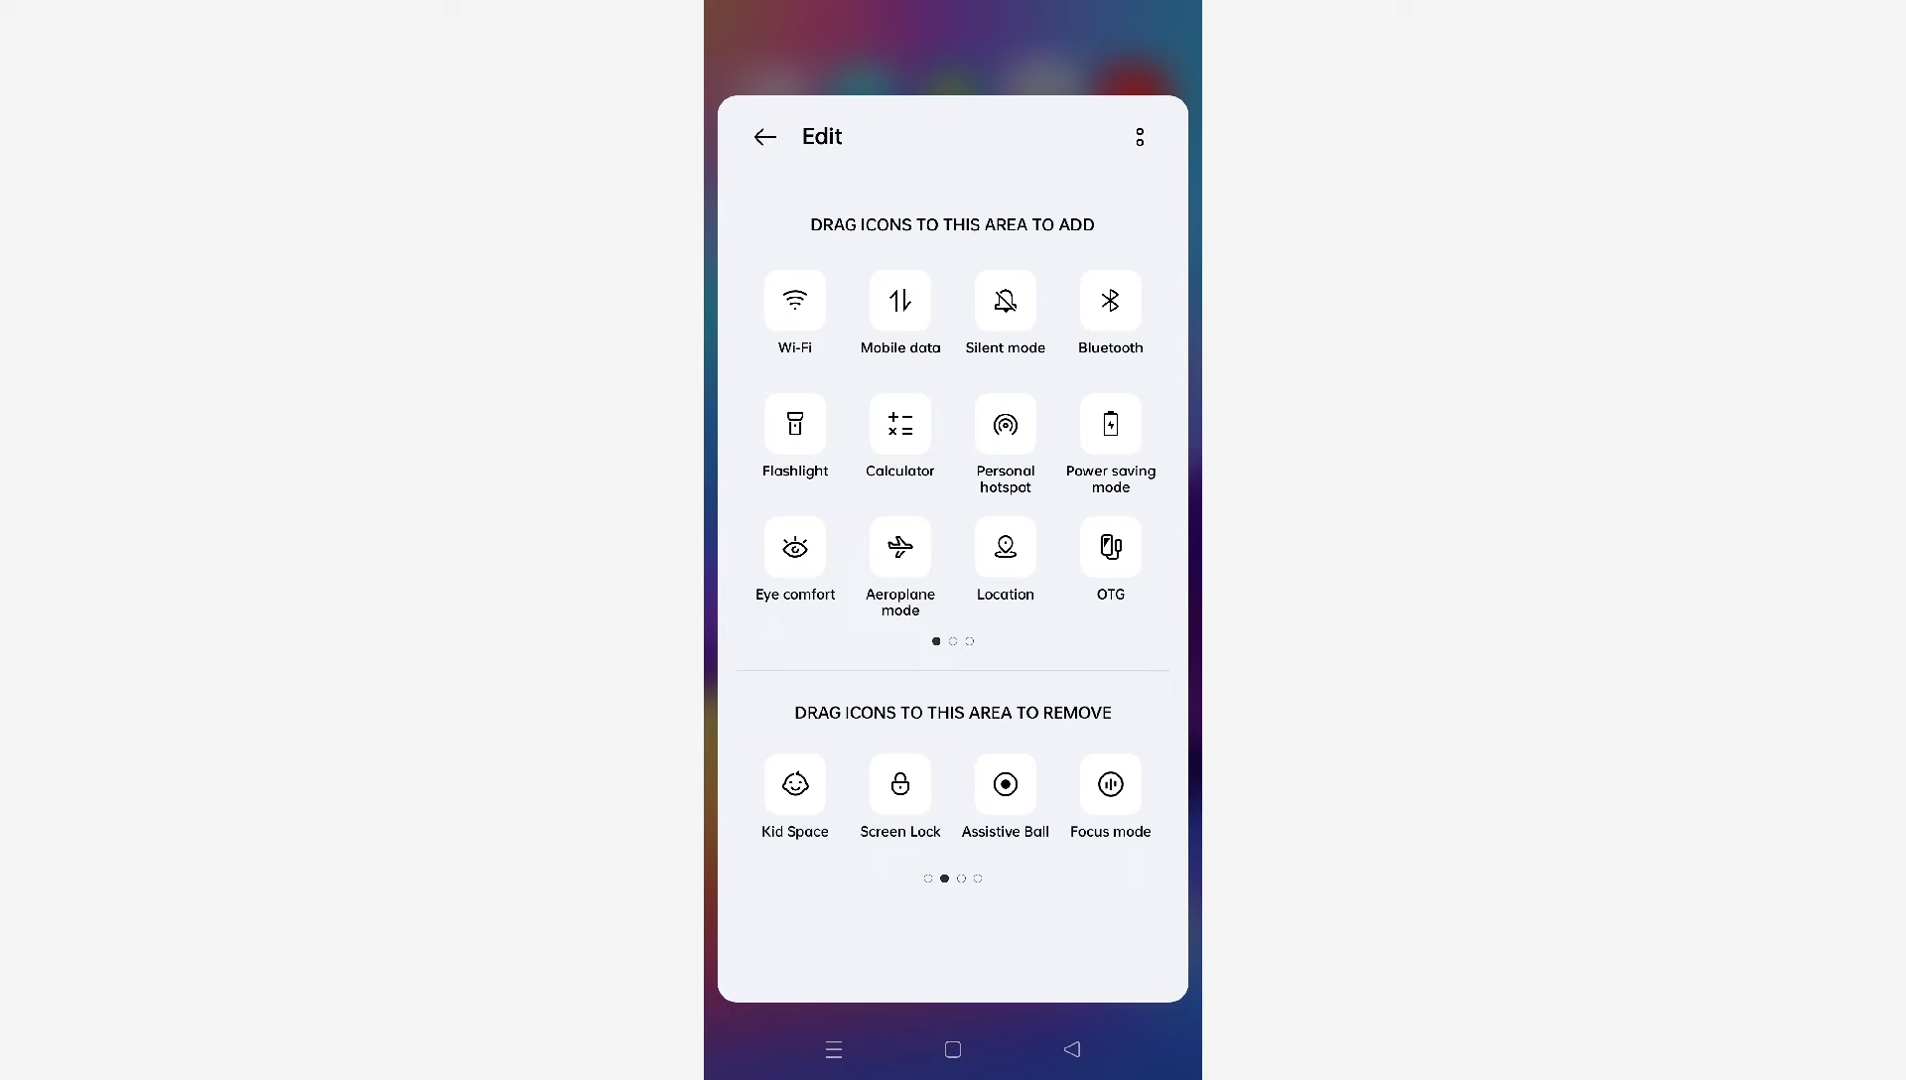 Edit
DRAG ICONS TO THIS AREA TO ADD
Wi-Fi
Mobile data
Silent mode
Bluetooth
Flashlight
Calculator
Personal
hotspot
Power saving
mode
Eye comfort
Aeroplane
mode
Location
OTG
DRAG ICONS TO THIS AREA TO REMOVE
Kid Space
Screen Lock
Assistive Ball
Focus mode